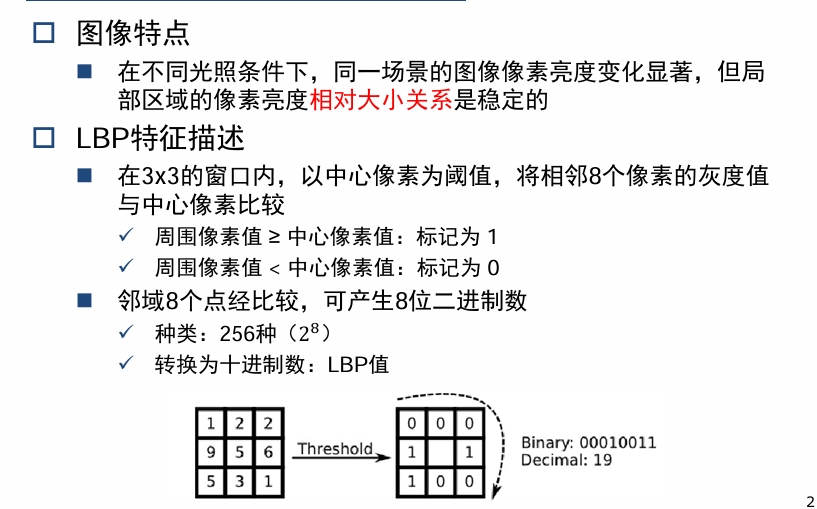 图像特点
在不同光照条件下，同一场景的图像像素亮度变化显著，但局
部区域的像素亮度相对大小关系是稳定的
LBP特征描述
在3x3的窗口内，以中心像素为阈值，将相邻8个像素的灰度值
与中心像素比较
周围像素值 ≥ 中心像素值：标记为 1
周围像素值 < 中心像素值：标记为 0
邻域8个点经比较，可产生8位二进制数
种类：256种（2⁸）
转换为十进制数：LBP值
1 2 2
9 5 6
5 3 1
Threshold
0 0 0
1 1
1 0 0
Binary: 00010011
Decimal: 19
2